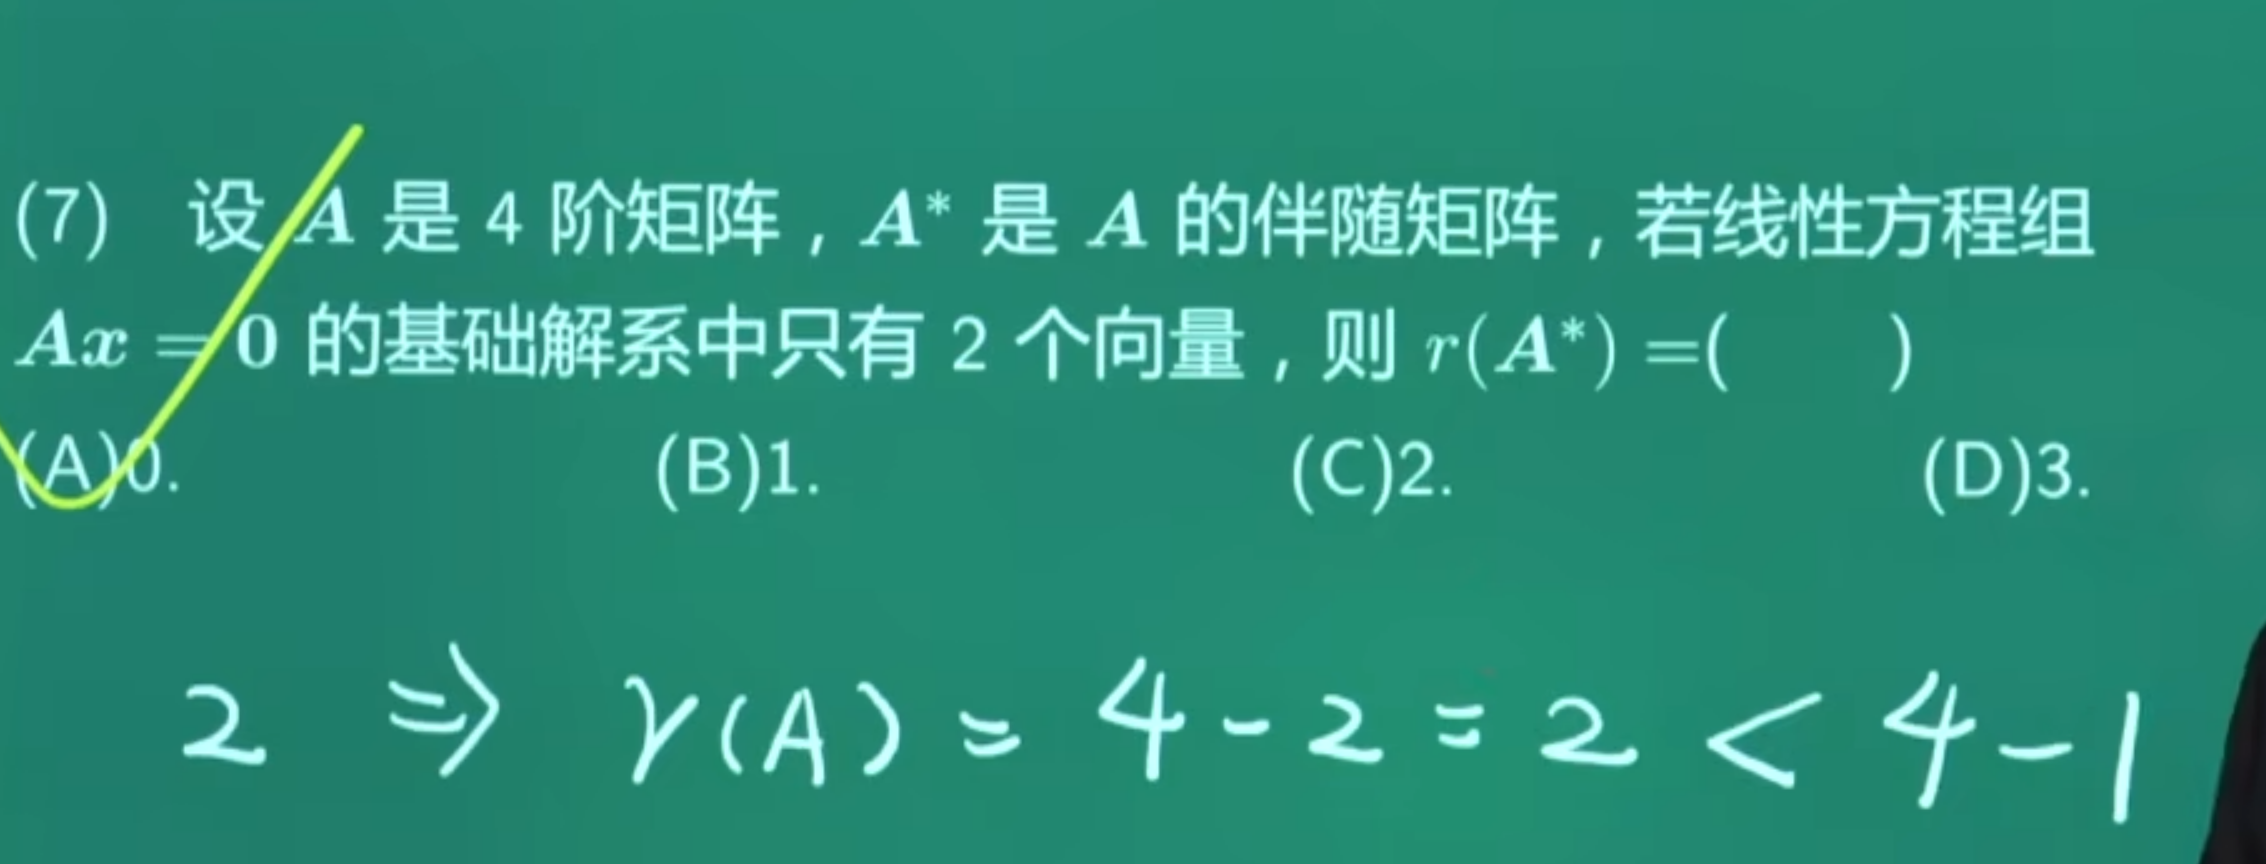 (7) 设 A 是 4 阶矩阵，A* 是 A 的伴随矩阵，若线性方程组
Ax = 0 的基础解系中只有 2 个向量，则 r(A*) =(    )
(A)0. (B)1. (C)2. (D)3.
2 ⇒ r(A) = 4 - 2 = 2 < 4 - 1